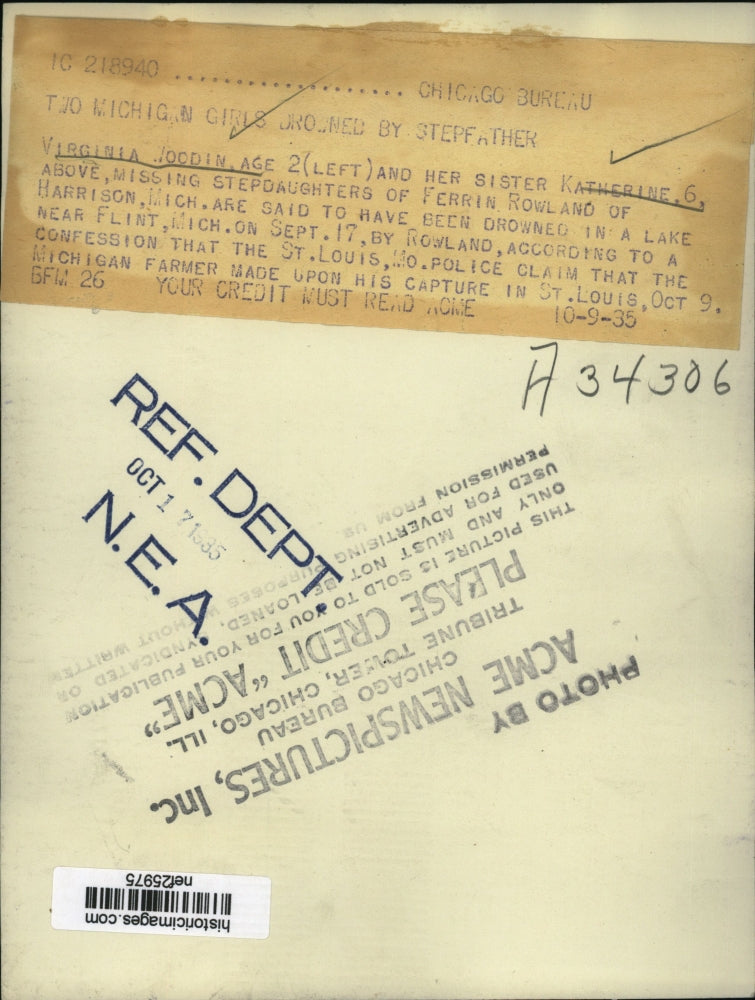 IC 218940 .................... CHICAGO BUREAU
TWO MICHIGAN GIRLS DROWNED BY STEPFATHER
VIRGINIA WOODIN, AGE 2(LEFT)AND HER SISTER KATHERINE, 6,
ABOVE, MISSING STEPDAUGHTERS OF FERRIN ROWLAND OF
HARRISON, MICH. ARE SAID TO HAVE BEEN DROWNED IN A LAKE
NEAR FLINT, MICH. ON SEPT. 17, BY ROWLAND, ACCORDING TO A
CONFESSION THAT THE ST. LOUIS, MO. POLICE CLAIM THAT THE
MICHIGAN FARMER MADE UPON HIS CAPTURE IN ST. LOUIS, OCT 9.
BFM 26 YOUR CREDIT MUST READ ACME 10-9-35
A 34306
REF. DEPT.
OCT 17 1935
N.E.A.
PHOTO BY
ACME NEWSPICTURES, Inc.
CHICAGO BUREAU
TRIBUNE TOWER, CHICAGO, ILL.
PLEASE CREDIT "ACME"
THIS PICTURE IS SOLD TO YOU FOR YOUR PUBLICATION
ONLY AND MUST NOT BE LOANED, SYNDICATED OR
USED FOR ADVERTISING PURPOSES WITHOUT WRITTEN
PERMISSION FROM US
historicimages.com
nef25975